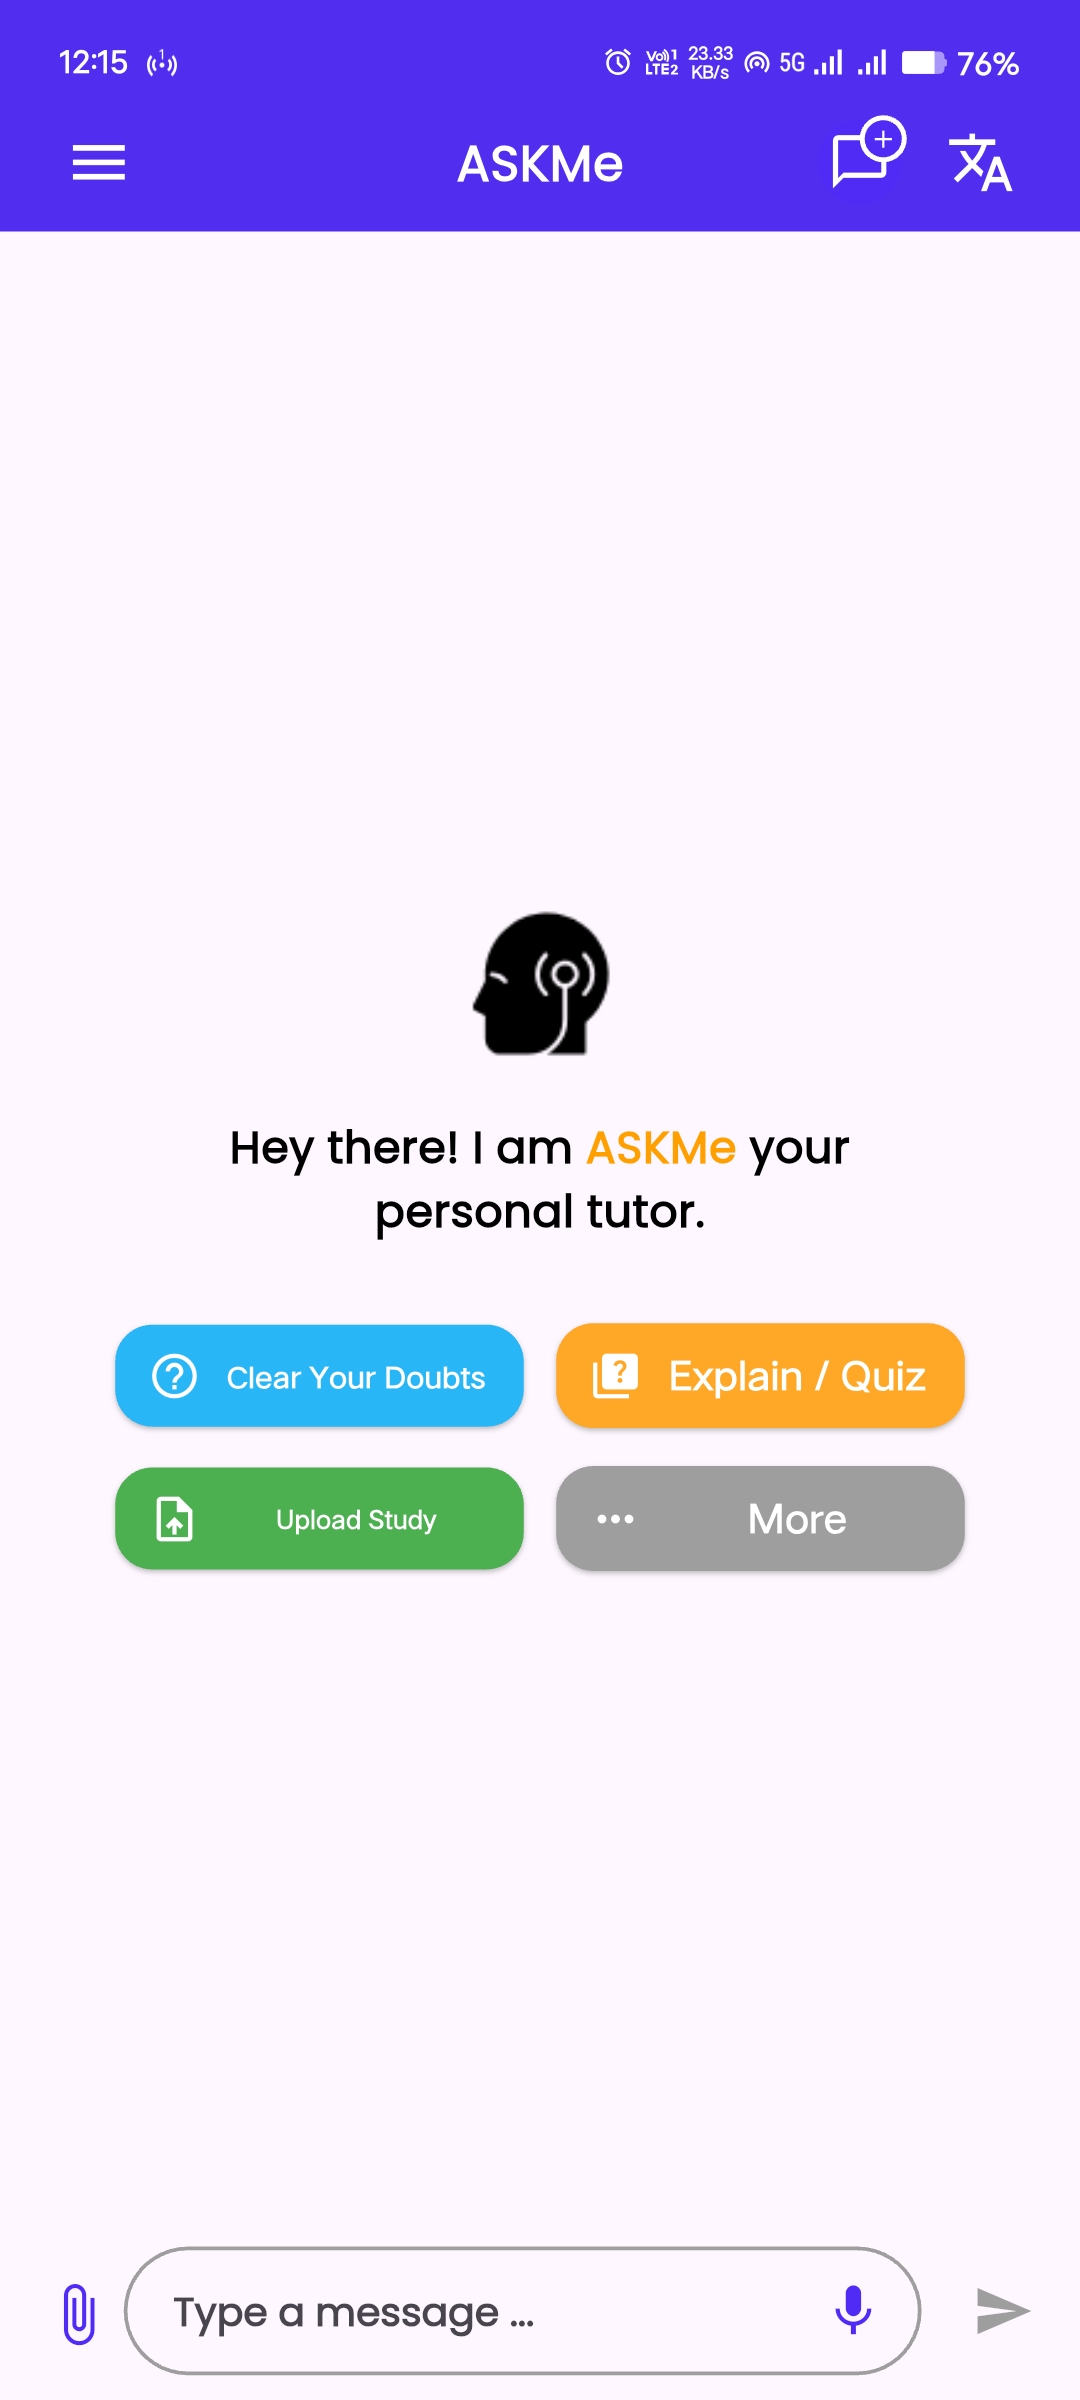 12:15
Vo)) 1 LTE2
23.33 KB/s
5G
76%
ASKMe
Hey there! I am ASKMe your
personal tutor.
Clear Your Doubts
Explain / Quiz
Upload Study
More
Type a message ...